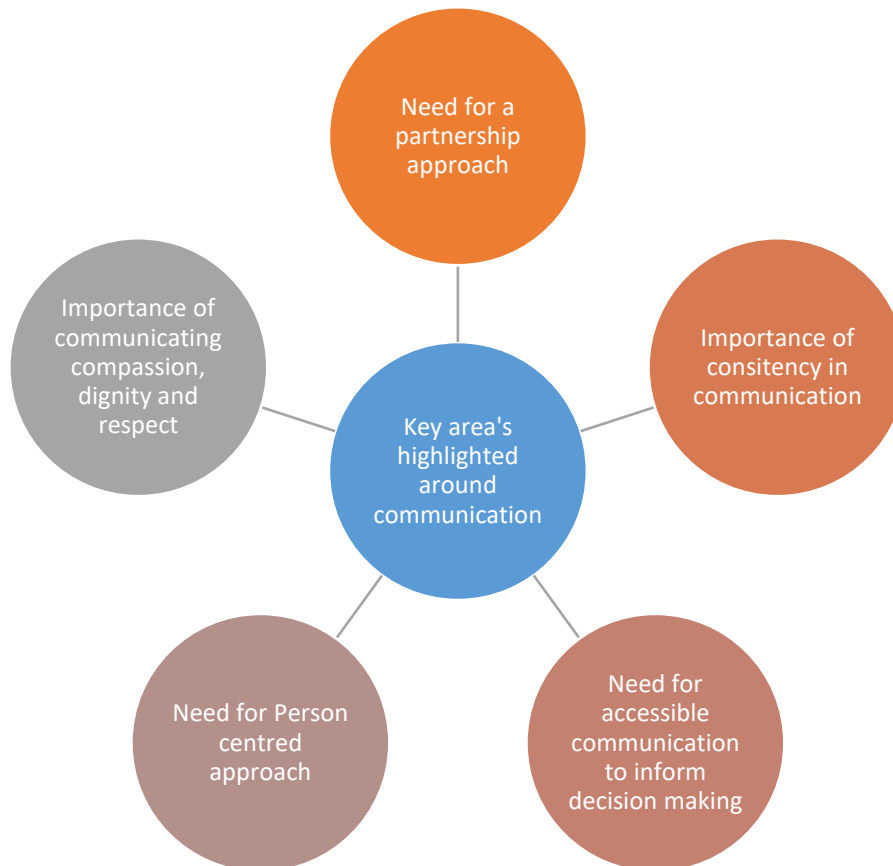 Need for a
partnership
approach
Importance of
communicating
compassion,
dignity and
respect
Importance of
consitency in
communication
Key area's
highlighted
around
communication
Need for Person
centred
approach
Need for
accessible
communication
to inform
decision making